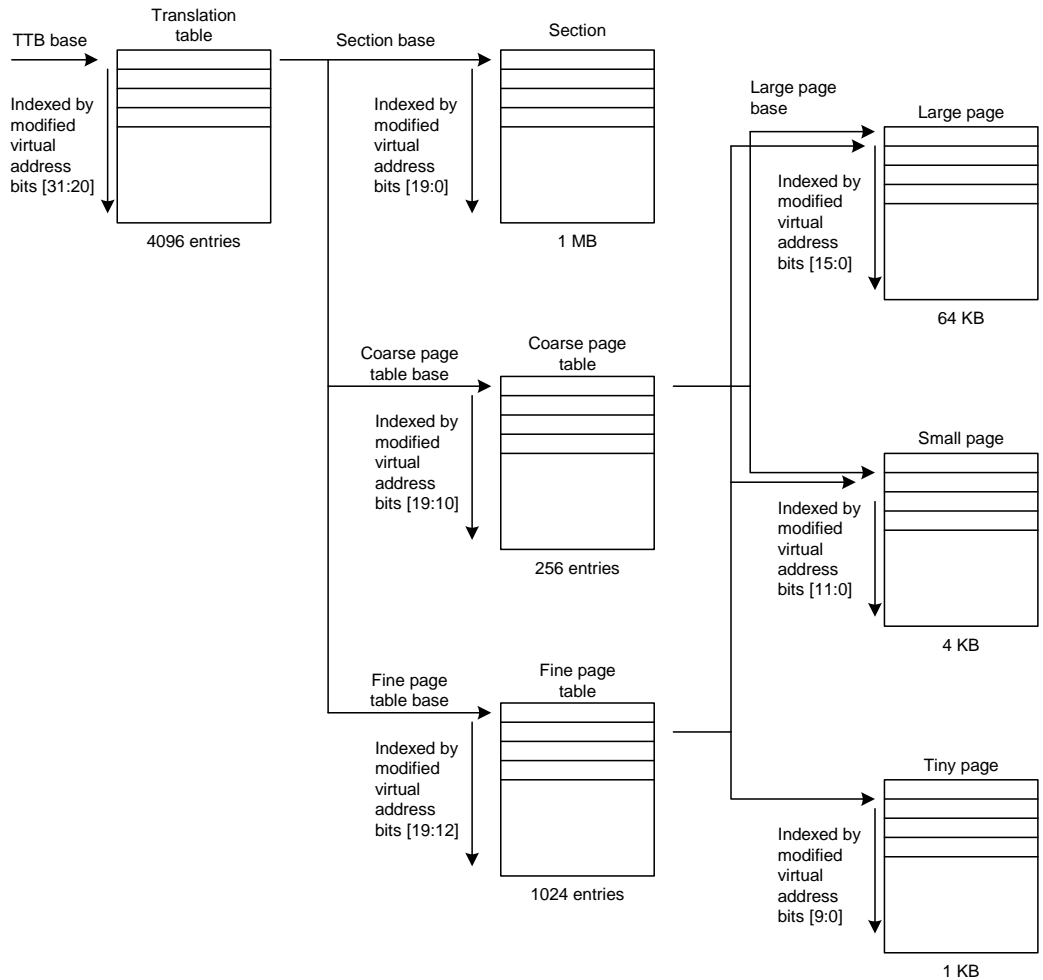 TTB base
Translation
table
Indexed by
modified
virtual
address
bits [31:20]
4096 entries
Section base
Section
Indexed by
modified
virtual
address
bits [19:0]
1 MB
Coarse page
table base
Coarse page
table
Indexed by
modified
virtual
address
bits [19:10]
256 entries
Fine page
table base
Fine page
table
Indexed by
modified
virtual
address
bits [19:12]
1024 entries
Large page
base
Large page
Indexed by
modified
virtual
address
bits [15:0]
64 KB
Small page
Indexed by
modified
virtual
address
bits [11:0]
4 KB
Tiny page
Indexed by
modified
virtual
address
bits [9:0]
1 KB